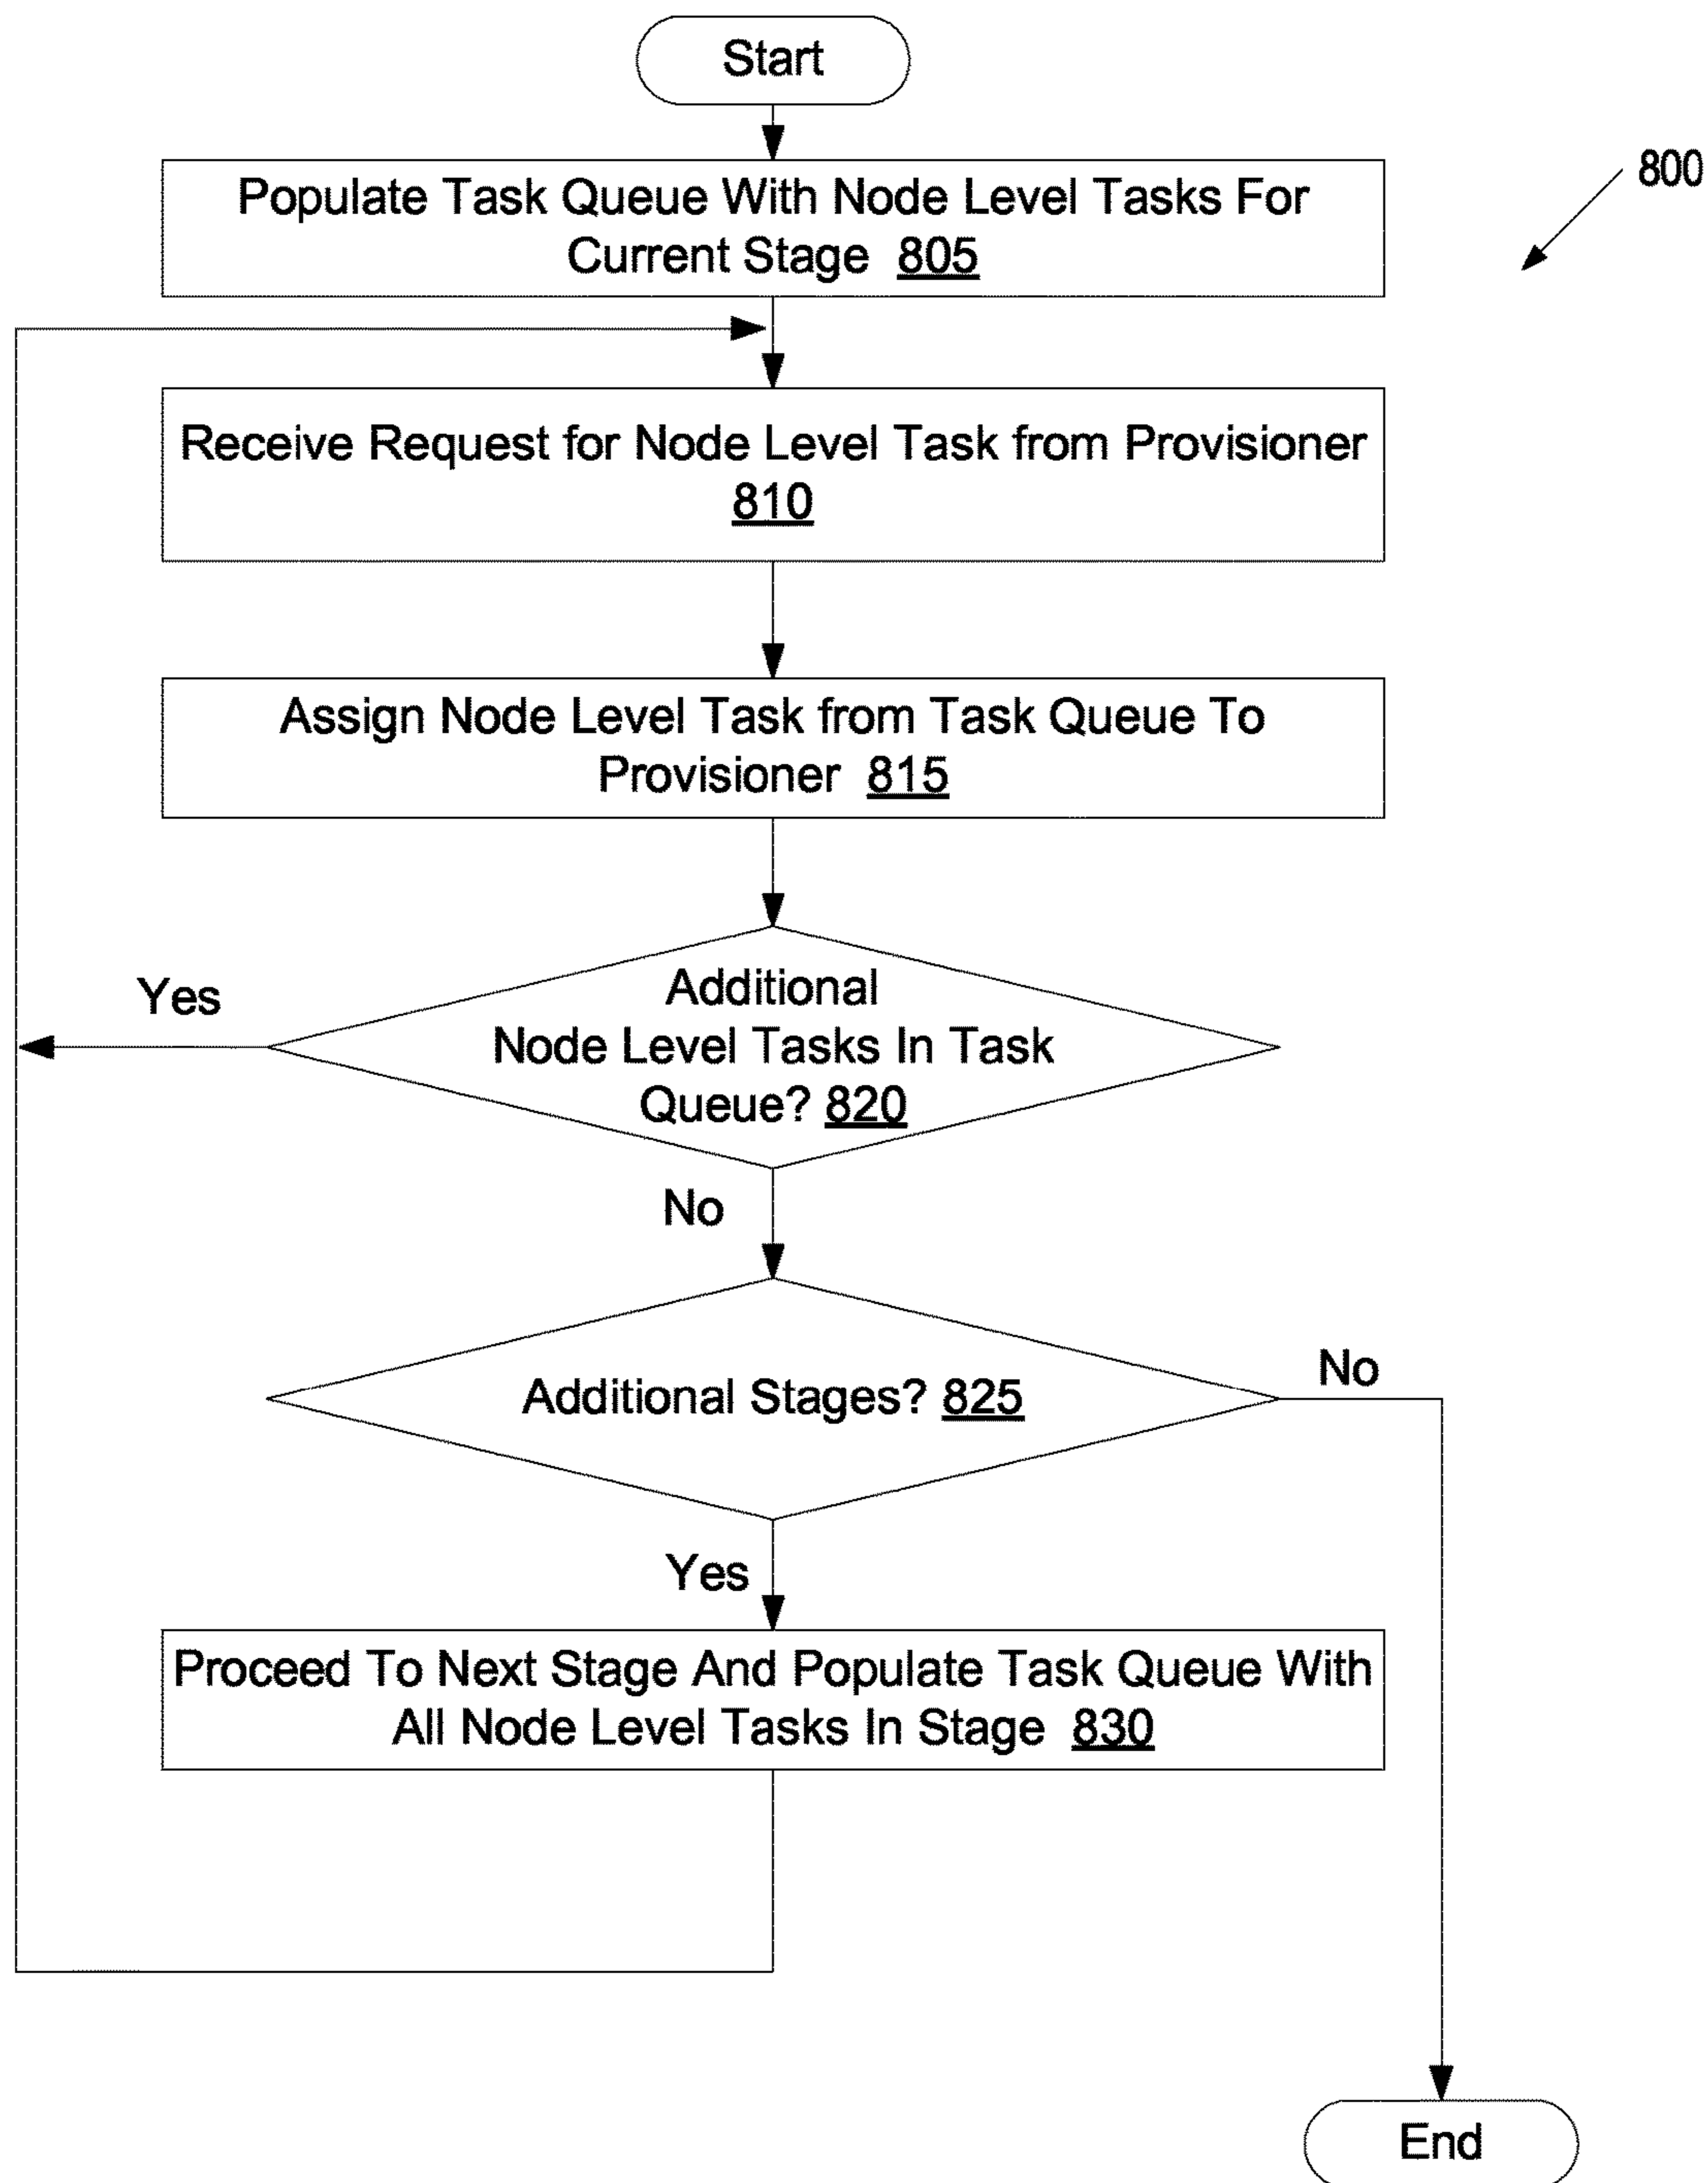 Start
800
Populate Task Queue With Node Level Tasks For
Current Stage 805
Receive Request for Node Level Task from Provisioner
810
Assign Node Level Task from Task Queue To
Provisioner 815
Yes
Additional
Node Level Tasks In Task
Queue? 820
No
Additional Stages? 825
No
Yes
Proceed To Next Stage And Populate Task Queue With
All Node Level Tasks In Stage 830
End